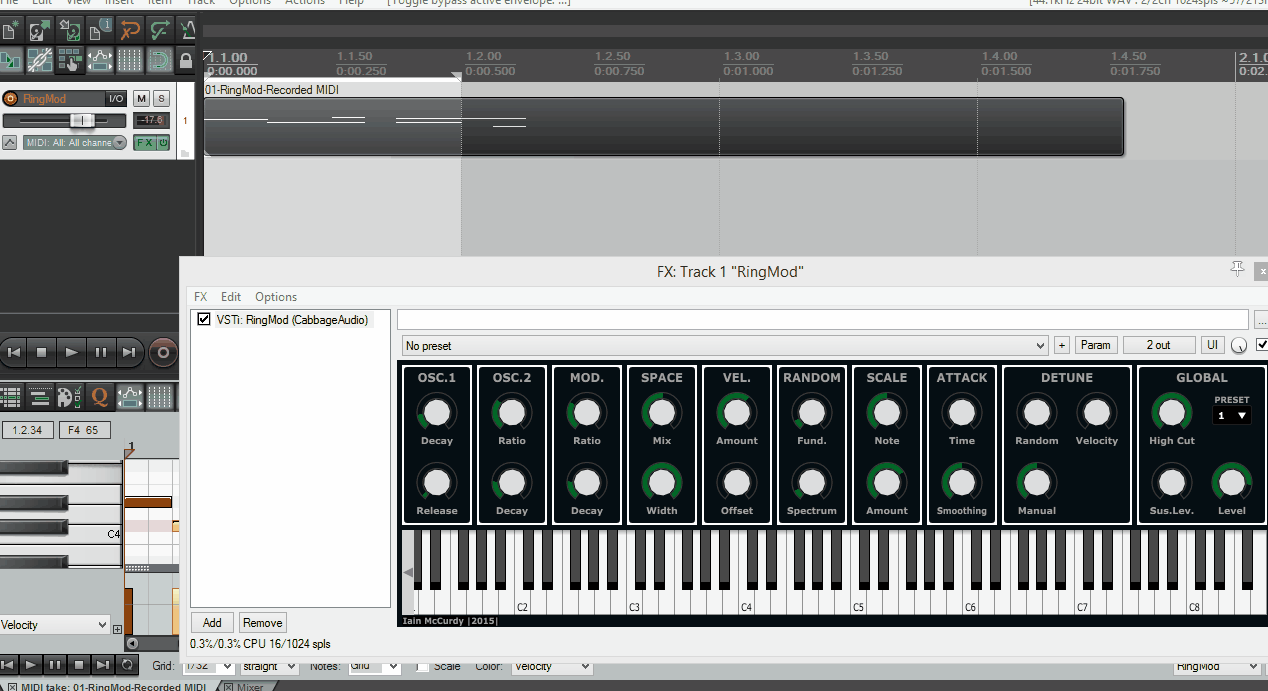 File Edit View Insert Item Track Options Actions Help [Toggle bypass active envelope: ...]
1.1.00 1.1.50 1.2.00 1.2.50 1.3.00 1.3.50 1.4.00 1.4.50 2.1.0
0:00.000 0:00.250 0:00.500 0:00.750 0:01.000 0:01.250 0:01.500 0:01.750 0:02.
RingMod I/O M S
01-RingMod-Recorded MIDI
-17.6 1
MIDI: All: All channe FX
FX: Track 1 "RingMod" x
FX Edit Options
VSTi: RingMod (CabbageAudio)
...
No preset + Param 2 out UI
OSC.1 OSC.2 MOD. SPACE VEL. RANDOM SCALE ATTACK DETUNE GLOBAL
PRESET
1
Decay Ratio Ratio Mix Amount Fund. Note Time Random Velocity High Cut
Release Decay Decay Width Offset Spectrum Amount Smoothing Manual Sus.Lev. Level
C2 C3 C4 C5 C6 C7 C8
Iain McCurdy |2015|
Q
1.2.34 F4 65
1
C4
Velocity
Add Remove
0.3%/0.3% CPU 16/1024 spls
Grid: 1/32 straight Notes: Grid Scale Color: Velocity RingMod
MIDI take: 01-RingMod-Recorded MIDI Mixer